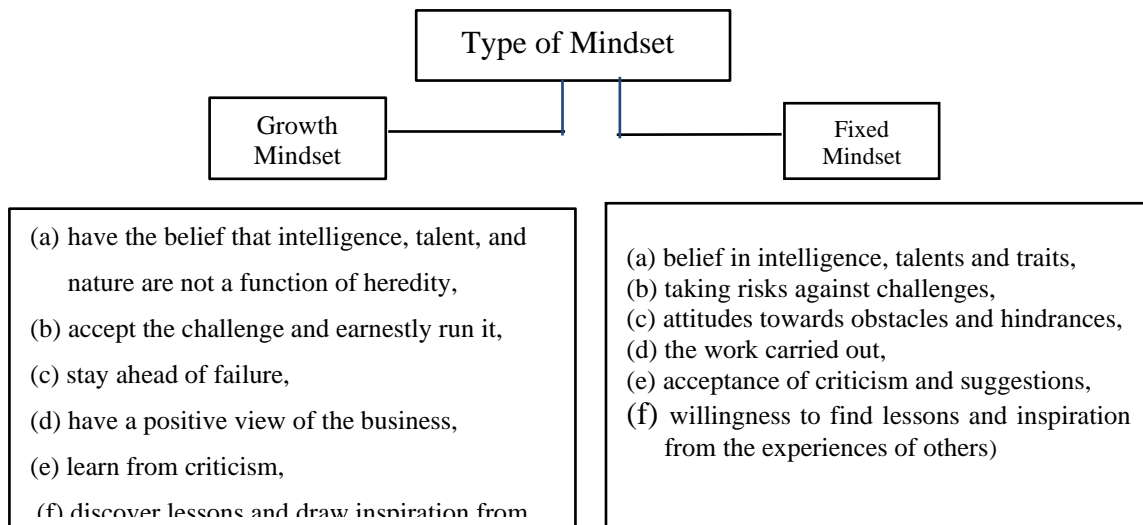 Type of Mindset
Growth
Mindset
Fixed
Mindset
(a) have the belief that intelligence, talent, and
nature are not a function of heredity,
(b) accept the challenge and earnestly run it,
(c) stay ahead of failure,
(d) have a positive view of the business,
(e) learn from criticism,
(f) discover lessons and draw inspiration from
(a) belief in intelligence, talents and traits,
(b) taking risks against challenges,
(c) attitudes towards obstacles and hindrances,
(d) the work carried out,
(e) acceptance of criticism and suggestions,
(f) willingness to find lessons and inspiration
from the experiences of others)